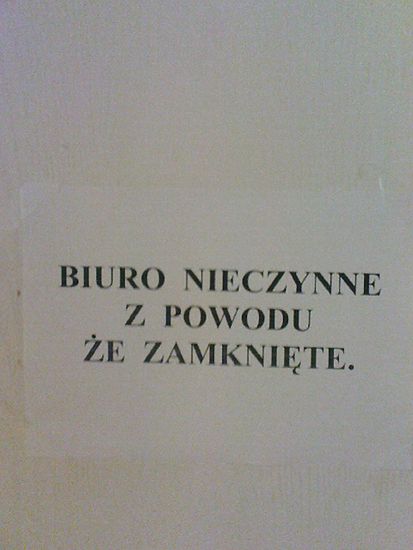 BIURO NIECZYNNE
Z POWODU
ŻE ZAMKNIĘTE.